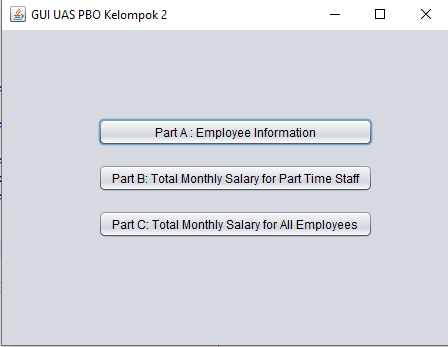 GUI UAS PBO Kelompok 2
Part A : Employee Information
Part B: Total Monthly Salary for Part Time Staff
Part C: Total Monthly Salary for All Employees